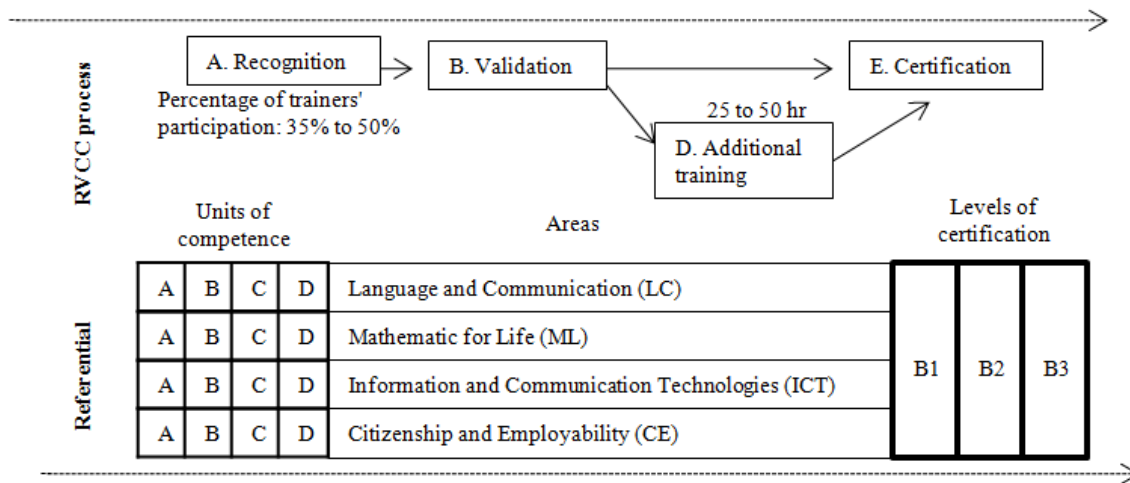 RVCC process
A. Recognition
B. Validation
E. Certification
Percentage of trainers'
participation: 35% to 50%
25 to 50 hr
D. Additional
training
Units of
competence
Areas
Levels of
certification
Referential
A B C D Language and Communication (LC)
A B C D Mathematic for Life (ML)
A B C D Information and Communication Technologies (ICT)
A B C D Citizenship and Employability (CE)
B1 B2 B3